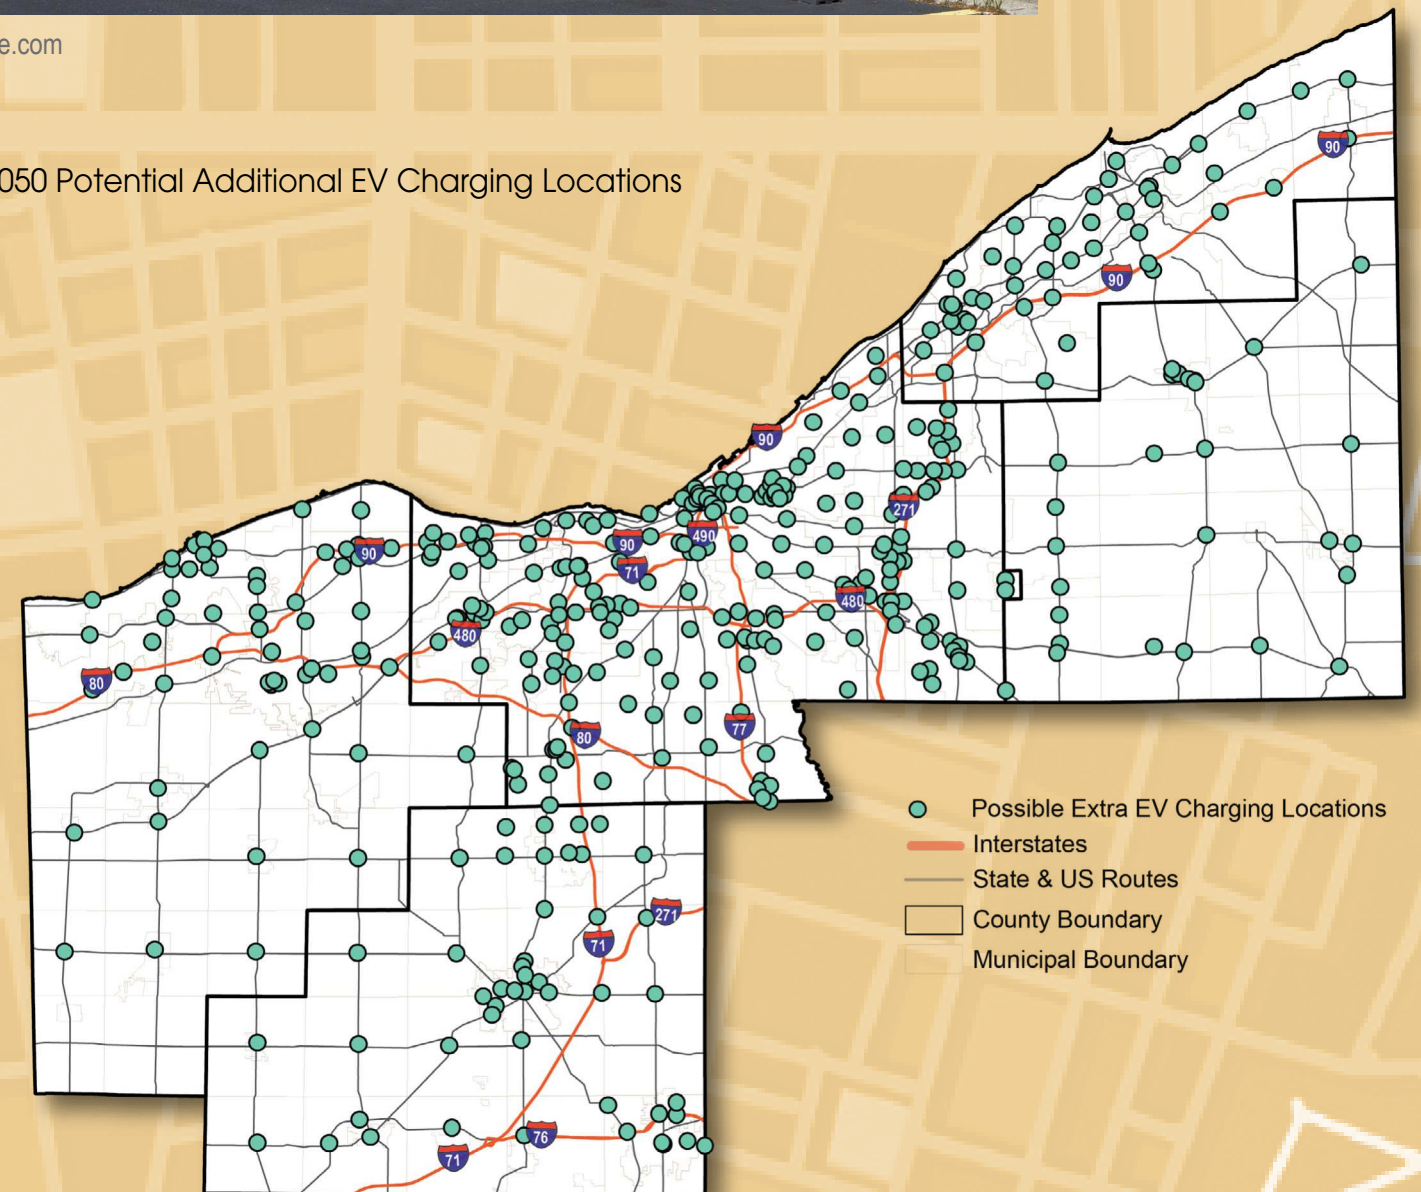 e.com
050 Potential Additional EV Charging Locations
90
90
90
271
490
90
90
71
480
480
80
77
80
Possible Extra EV Charging Locations
Interstates
State & US Routes
County Boundary
Municipal Boundary
271
71
76
71